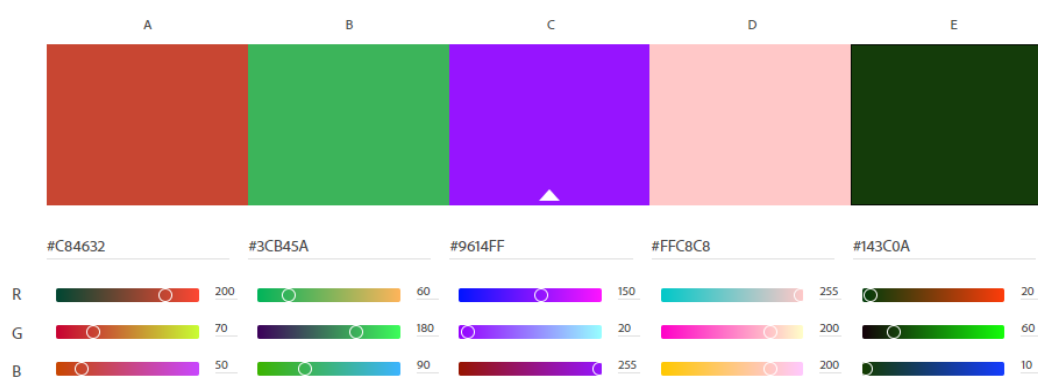 A B C D E
#C84632 #3CB45A #9614FF #FFC8C8 #143C0A
R 200 60 150 255 20
G 70 180 20 200 60
B 50 90 255 200 10